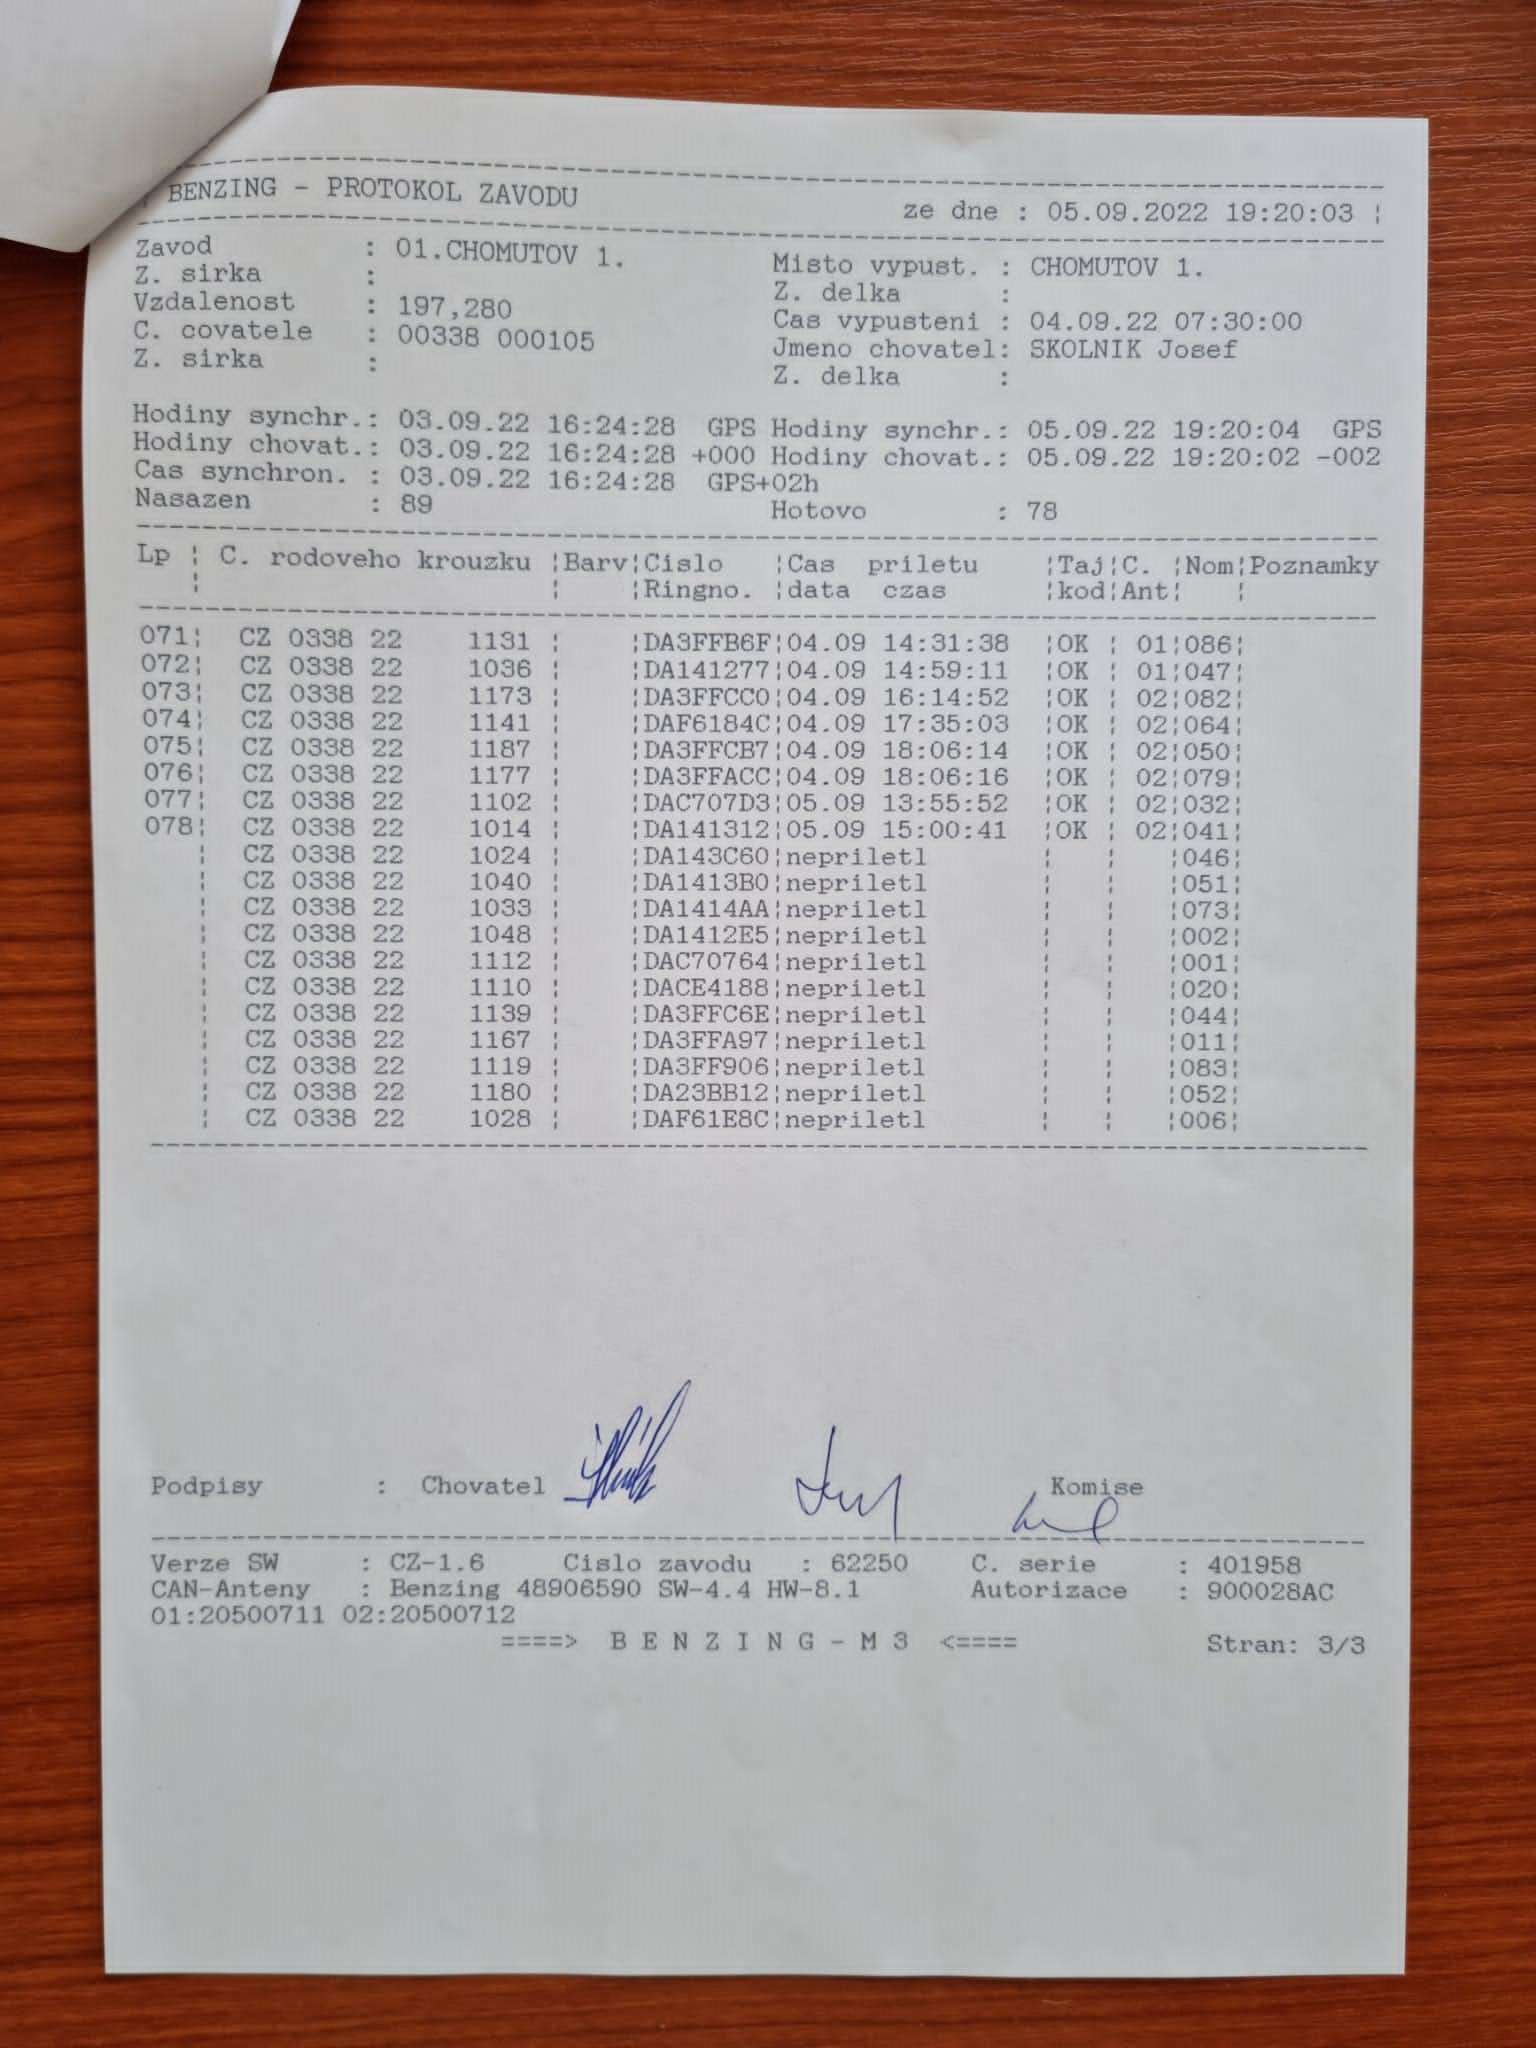 BENZING - PROTOKOL ZAVODU ze dne : 05.09.2022 19:20:03
Zavod : 01.CHOMUTOV 1. Misto vypust. : CHOMUTOV 1.
Z. sirka : Z. delka :
Vzdalenost : 197,280 Cas vypusteni : 04.09.22 07:30:00
C. covatele : 00338 000105 Jmeno chovatel: SKOLNIK Josef
Z. sirka : Z. delka :
Hodiny synchr.: 03.09.22 16:24:28 GPS Hodiny synchr.: 05.09.22 19:20:04 GPS
Hodiny chovat.: 03.09.22 16:24:28 +000 Hodiny chovat.: 05.09.22 19:20:02 -002
Cas synchron. : 03.09.22 16:24:28 GPS+02h
Nasazen : 89 Hotovo : 78
Lp ¦ C. rodoveho krouzku ¦Barv¦Cislo ¦Cas priletu ¦Taj¦C. ¦Nom¦Poznamky
¦ ¦ ¦Ringno. ¦data czas ¦kod¦Ant¦ ¦
071¦ CZ 0338 22 1131 ¦ ¦DA3FFB6F¦04.09 14:31:38 ¦OK ¦ 01¦086¦
072¦ CZ 0338 22 1036 ¦ ¦DA141277¦04.09 14:59:11 ¦OK ¦ 01¦047¦
073¦ CZ 0338 22 1173 ¦ ¦DA3FFCC0¦04.09 16:14:52 ¦OK ¦ 02¦082¦
074¦ CZ 0338 22 1141 ¦ ¦DAF6184C¦04.09 17:35:03 ¦OK ¦ 02¦064¦
075¦ CZ 0338 22 1187 ¦ ¦DA3FFCB7¦04.09 18:06:14 ¦OK ¦ 02¦050¦
076¦ CZ 0338 22 1177 ¦ ¦DA3FFACC¦04.09 18:06:16 ¦OK ¦ 02¦079¦
077¦ CZ 0338 22 1102 ¦ ¦DAC707D3¦05.09 13:55:52 ¦OK ¦ 02¦032¦
078¦ CZ 0338 22 1014 ¦ ¦DA141312¦05.09 15:00:41 ¦OK ¦ 02¦041¦
¦ CZ 0338 22 1024 ¦ ¦DA143C60¦nepriletl ¦ ¦ ¦046¦
¦ CZ 0338 22 1040 ¦ ¦DA1413B0¦nepriletl ¦ ¦ ¦051¦
¦ CZ 0338 22 1033 ¦ ¦DA1414AA¦nepriletl ¦ ¦ ¦073¦
¦ CZ 0338 22 1048 ¦ ¦DA1412E5¦nepriletl ¦ ¦ ¦002¦
¦ CZ 0338 22 1112 ¦ ¦DAC70764¦nepriletl ¦ ¦ ¦001¦
¦ CZ 0338 22 1110 ¦ ¦DACE4188¦nepriletl ¦ ¦ ¦020¦
¦ CZ 0338 22 1139 ¦ ¦DA3FFC6E¦nepriletl ¦ ¦ ¦044¦
¦ CZ 0338 22 1167 ¦ ¦DA3FFA97¦nepriletl ¦ ¦ ¦011¦
¦ CZ 0338 22 1119 ¦ ¦DA3FF906¦nepriletl ¦ ¦ ¦083¦
¦ CZ 0338 22 1180 ¦ ¦DA23BB12¦nepriletl ¦ ¦ ¦052¦
¦ CZ 0338 22 1028 ¦ ¦DAF61E8C¦nepriletl ¦ ¦ ¦006¦
Podpisy : Chovatel Komise
Verze SW : CZ-1.6 Cislo zavodu : 62250 C. serie : 401958
CAN-Anteny : Benzing 48906590 SW-4.4 HW-8.1 Autorizace : 900028AC
01:20500711 02:20500712
====> B E N Z I N G - M 3 <==== Stran: 3/3